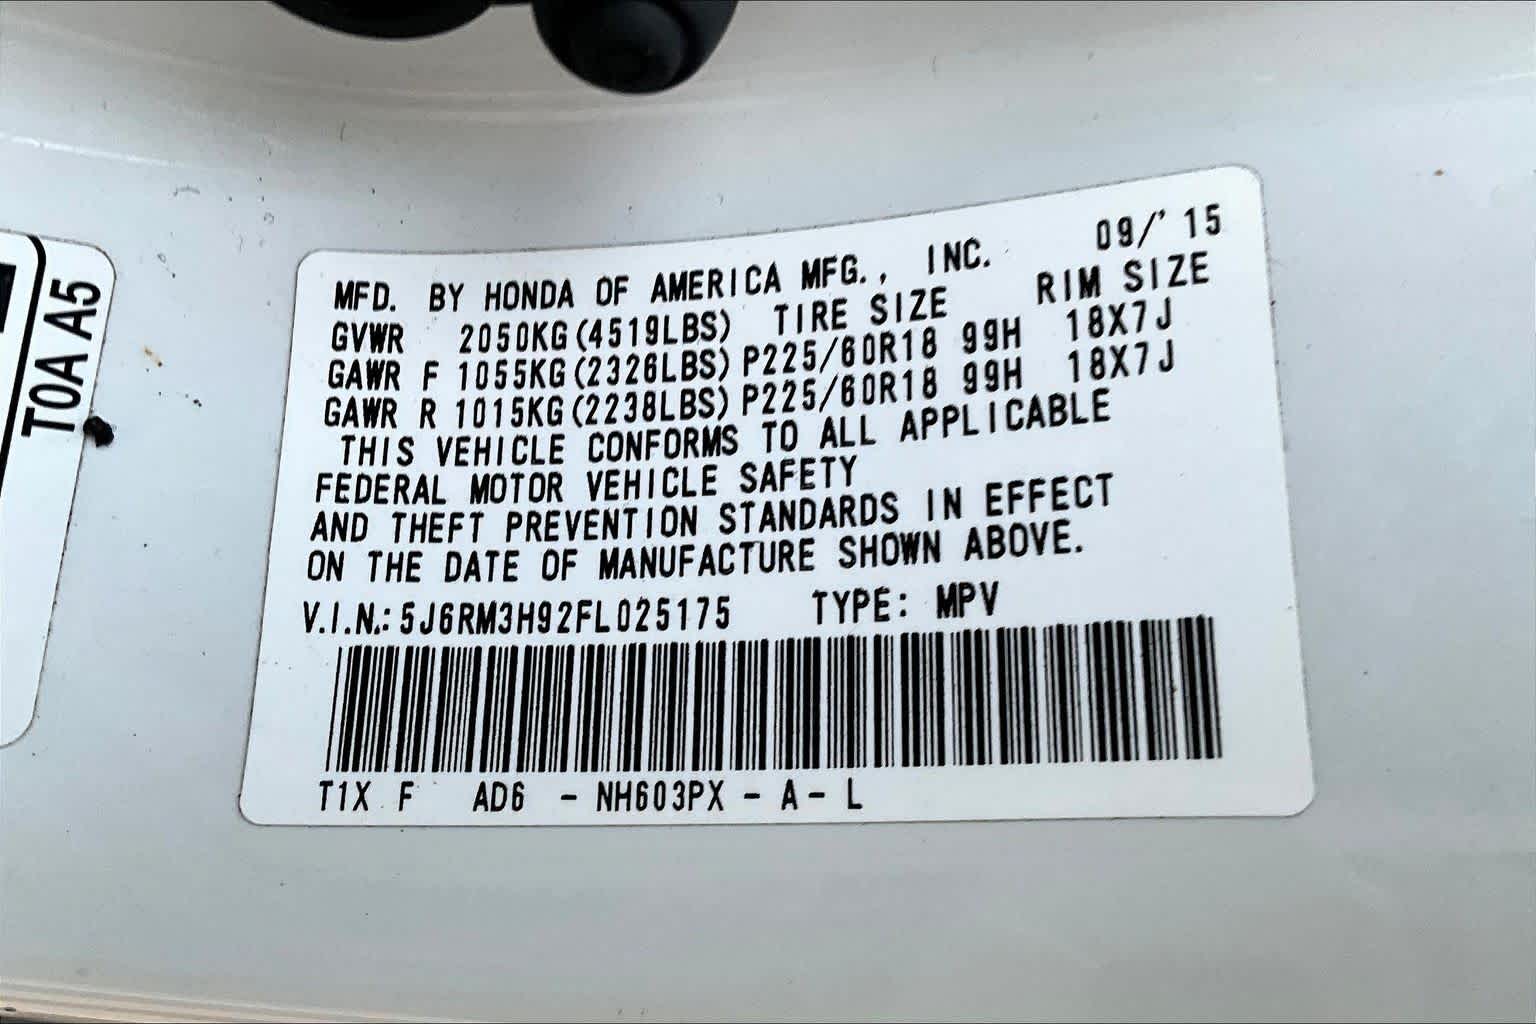 T0A A5
MFD. BY HONDA OF AMERICA MFG., INC. 09/'15
GVWR 2050KG(4519LBS) TIRE SIZE RIM SIZE
GAWR F 1055KG(2326LBS) P225/60R18 99H 18X7J
GAWR R 1015KG(2238LBS) P225/60R18 99H 18X7J
THIS VEHICLE CONFORMS TO ALL APPLICABLE
FEDERAL MOTOR VEHICLE SAFETY
AND THEFT PREVENTION STANDARDS IN EFFECT
ON THE DATE OF MANUFACTURE SHOWN ABOVE.
V.I.N.: 5J6RM3H92FL025175 TYPE: MPV
T1X F AD6 - NH603PX - A - L